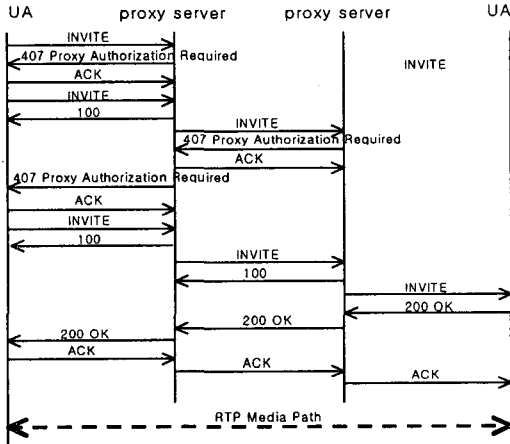 UA proxy server proxy server UA
INVITE
407 Proxy Authorization Required
INVITE
ACK
INVITE
100
INVITE
407 Proxy Authorization Required
ACK
407 Proxy Authorization Required
ACK
INVITE
100
INVITE
100
INVITE
200 OK
200 OK
200 OK
ACK
ACK
ACK
RTP Media Path